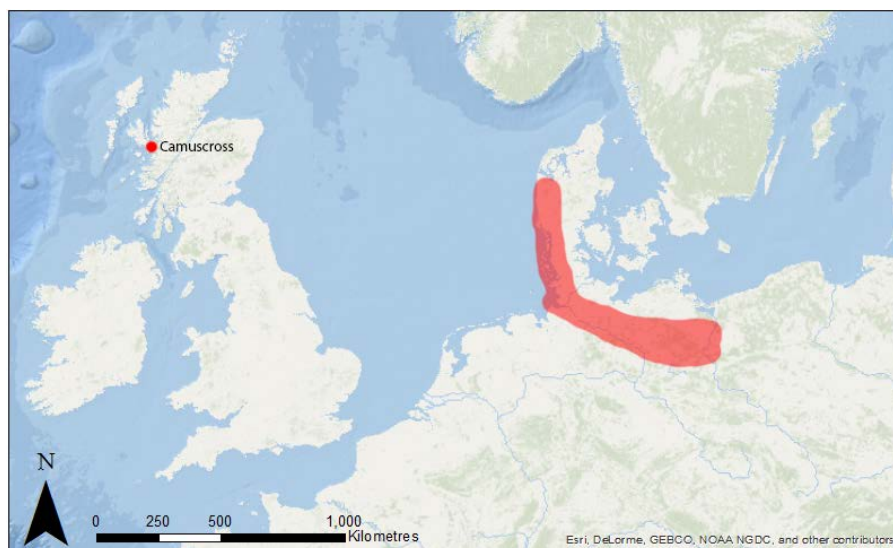 Camuscross
N
0 250 500 1,000
Kilometres
Esri, DeLorme, GEBCO, NOAA NGDC, and other contributors